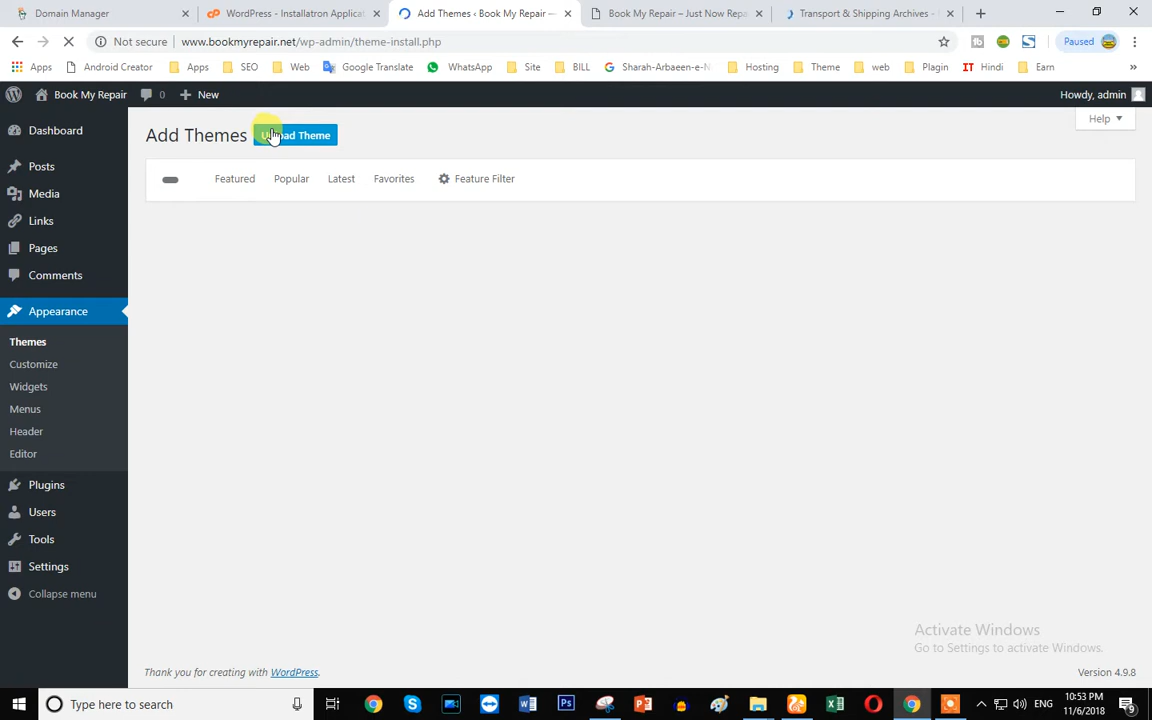 Domain Manager
WordPress - Installatron Applicat
Add Themes ‹ Book My Repair —
Book My Repair – Just Now Repa
Transport & Shipping Archives -
Not secure
www.bookmyrepair.net/wp-admin/theme-install.php
Paused
Apps
Android Creator
Apps
SEO
Web
Google Translate
WhatsApp
Site
BILL
Sharah-Arbaeen-e-N
Hosting
Theme
web
Plagin
IT Hindi
Earn
»
Book My Repair
0
New
Howdy, admin
Help
Add Themes
Upload Theme
Featured
Popular
Latest
Favorites
Feature Filter
Dashboard
Posts
Media
Links
Pages
Comments
Appearance
Themes
Customize
Widgets
Menus
Header
Editor
Plugins
Users
Tools
Settings
Collapse menu
Activate Windows
Go to Settings to activate Windows.
Thank you for creating with WordPress.
Version 4.9.8
Type here to search
ENG
10:53 PM
11/6/2018